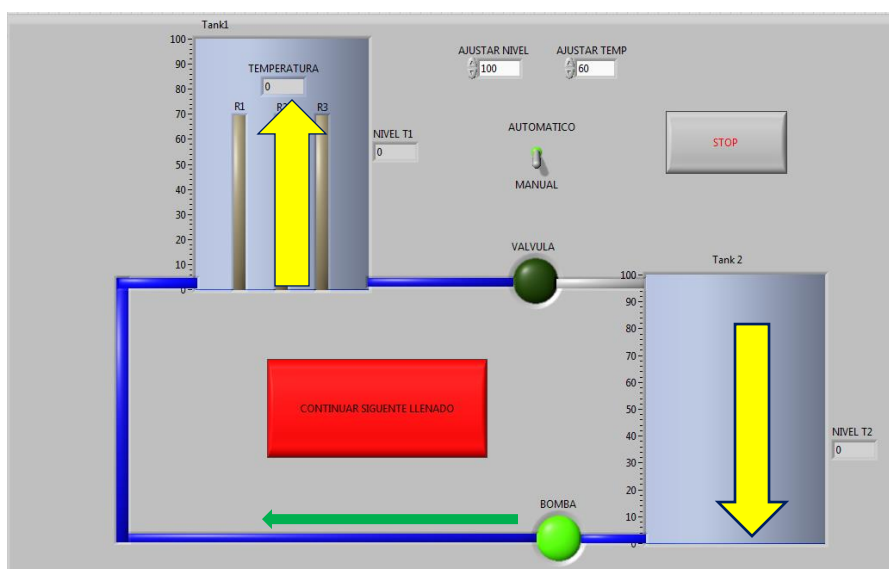 Tank1
AJUSTAR NIVEL
AJUSTAR TEMP
100
60
TEMPERATURA
0
R1
R3
NIVEL T1
0
AUTOMATICO
MANUAL
STOP
VALVULA
Tank 2
CONTINUAR SIGUENTE LLENADO
NIVEL T2
0
BOMBA
100
90
80
70
60
50
40
30
20
10
0
100
90
80
70
60
50
40
30
20
10
0